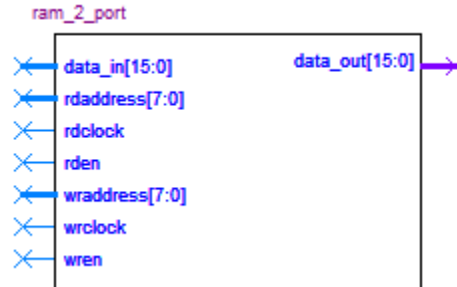 ram_2_port
data_in[15:0]
data_out[15:0]
rdaddress[7:0]
rdclock
rden
wraddress[7:0]
wrclock
wren